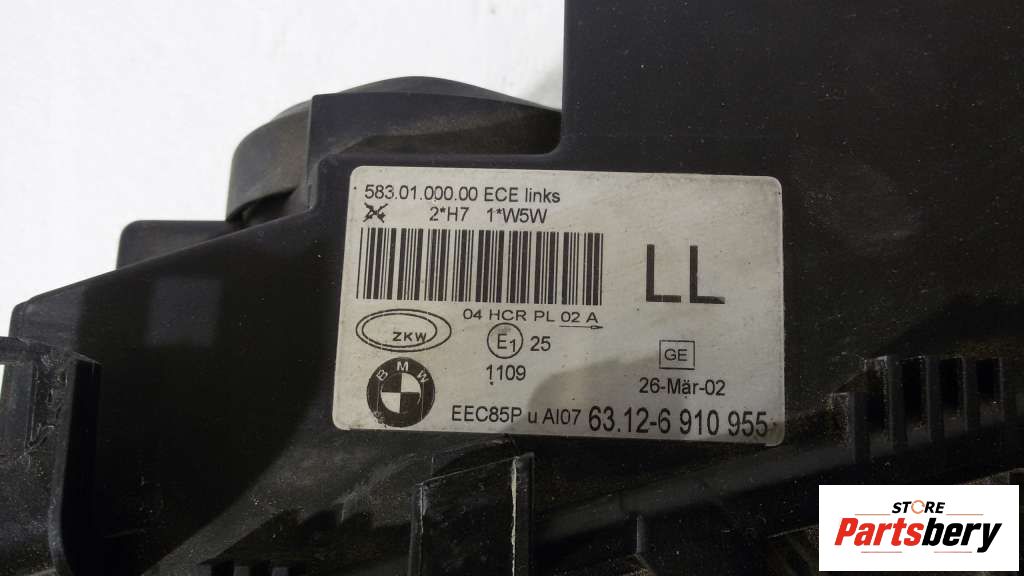 583.01.000.00 ECE links
2*H7 1*W5W
LL
04 HCR PL 02 A
ZKW
E1 25
1109
GE
26-Mär-02
BMW
EEC85P u AI07 63.12-6 910 955
STORE
Partsbery